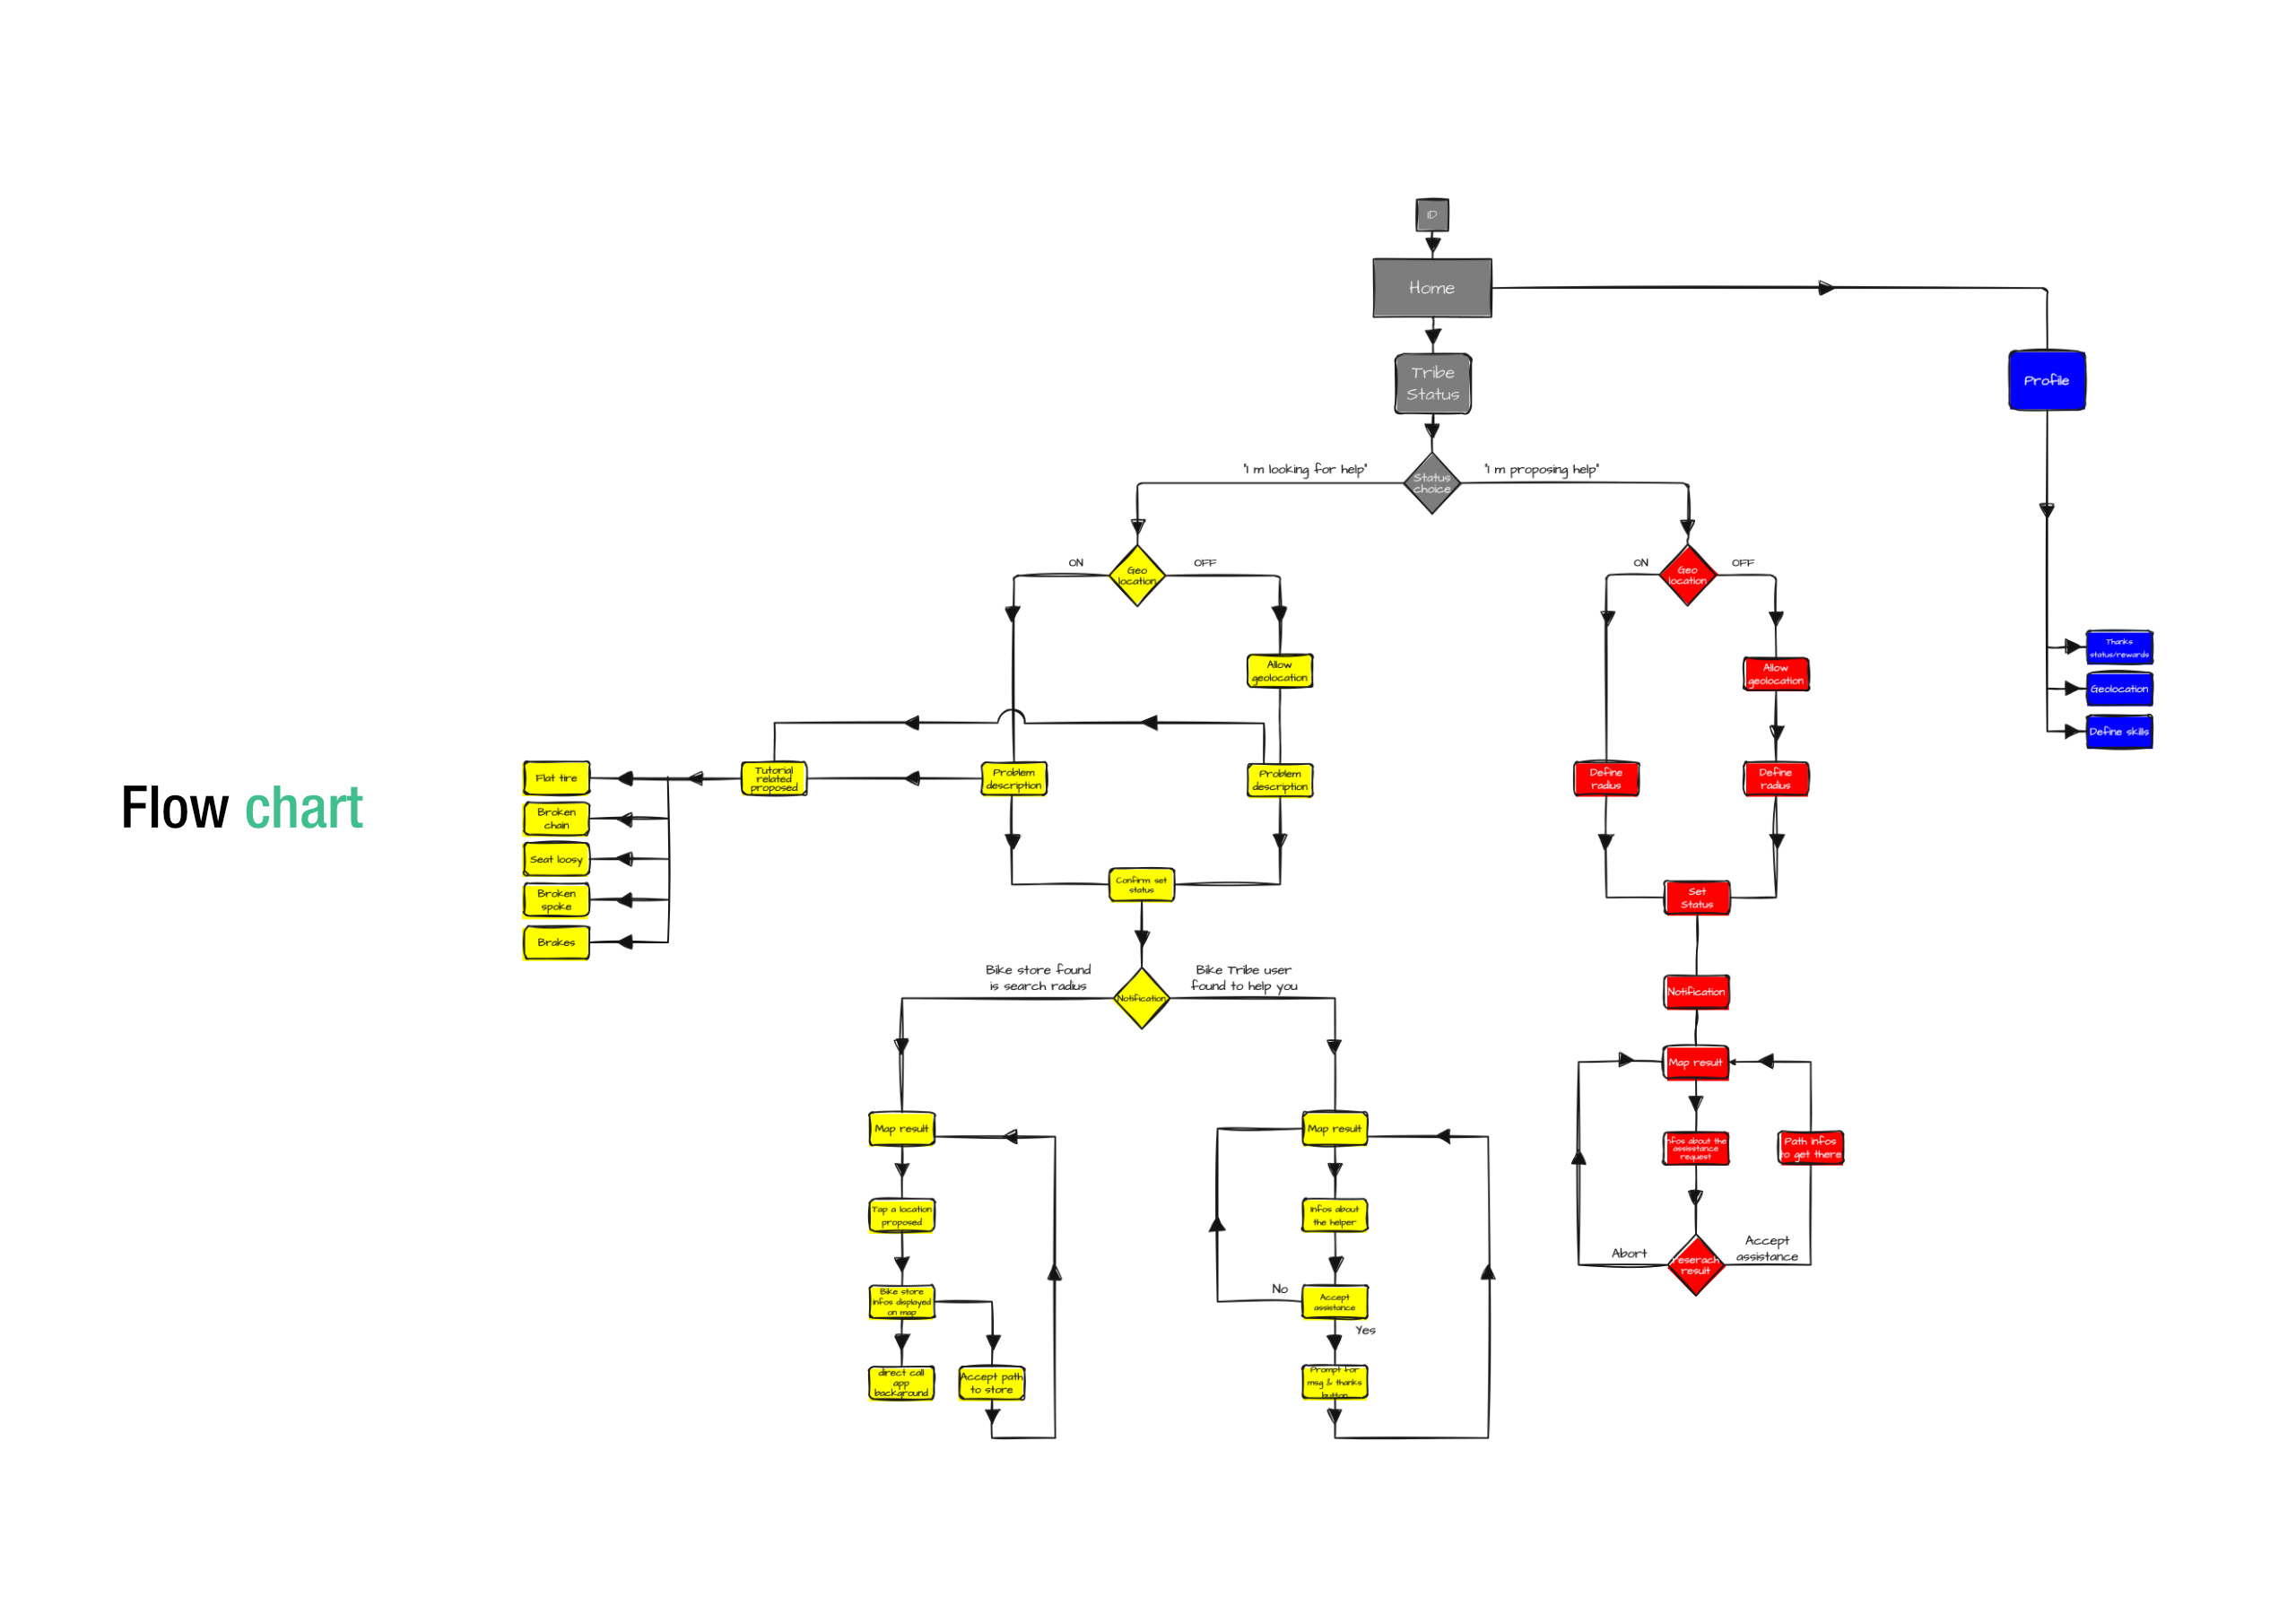 Flow chart
ID
Home
Tribe
Status
Profile
"I m looking for help"
Status
choice
"I m proposing help"
ON
Geo
location
OFF
ON
Geo
location
OFF
Allow
geolocation
Allow
geolocation
Thanks
status/rewards
Geolocation
Define skills
Flat tire
Tutorial
related
proposed
Problem
description
Problem
description
Define
radius
Define
radius
Broken
chain
Seat loosy
Broken
spoke
Brakes
Confirm set
status
Set
Status
Bike store found
is search radius
Notification
Bike Tribe user
found to help you
Notification
Map result
Map result
Map result
Infos about the
assisstance
request
Path infos
to get there
Tap a location
proposed
Infos about
the helper
Abort
reserach
result
Accept
assistance
Bike store
infos displayed
on map
No
Accept
assistance
Yes
direct call
app
background
Accept path
to store
Prompt for
msg & thanks
button